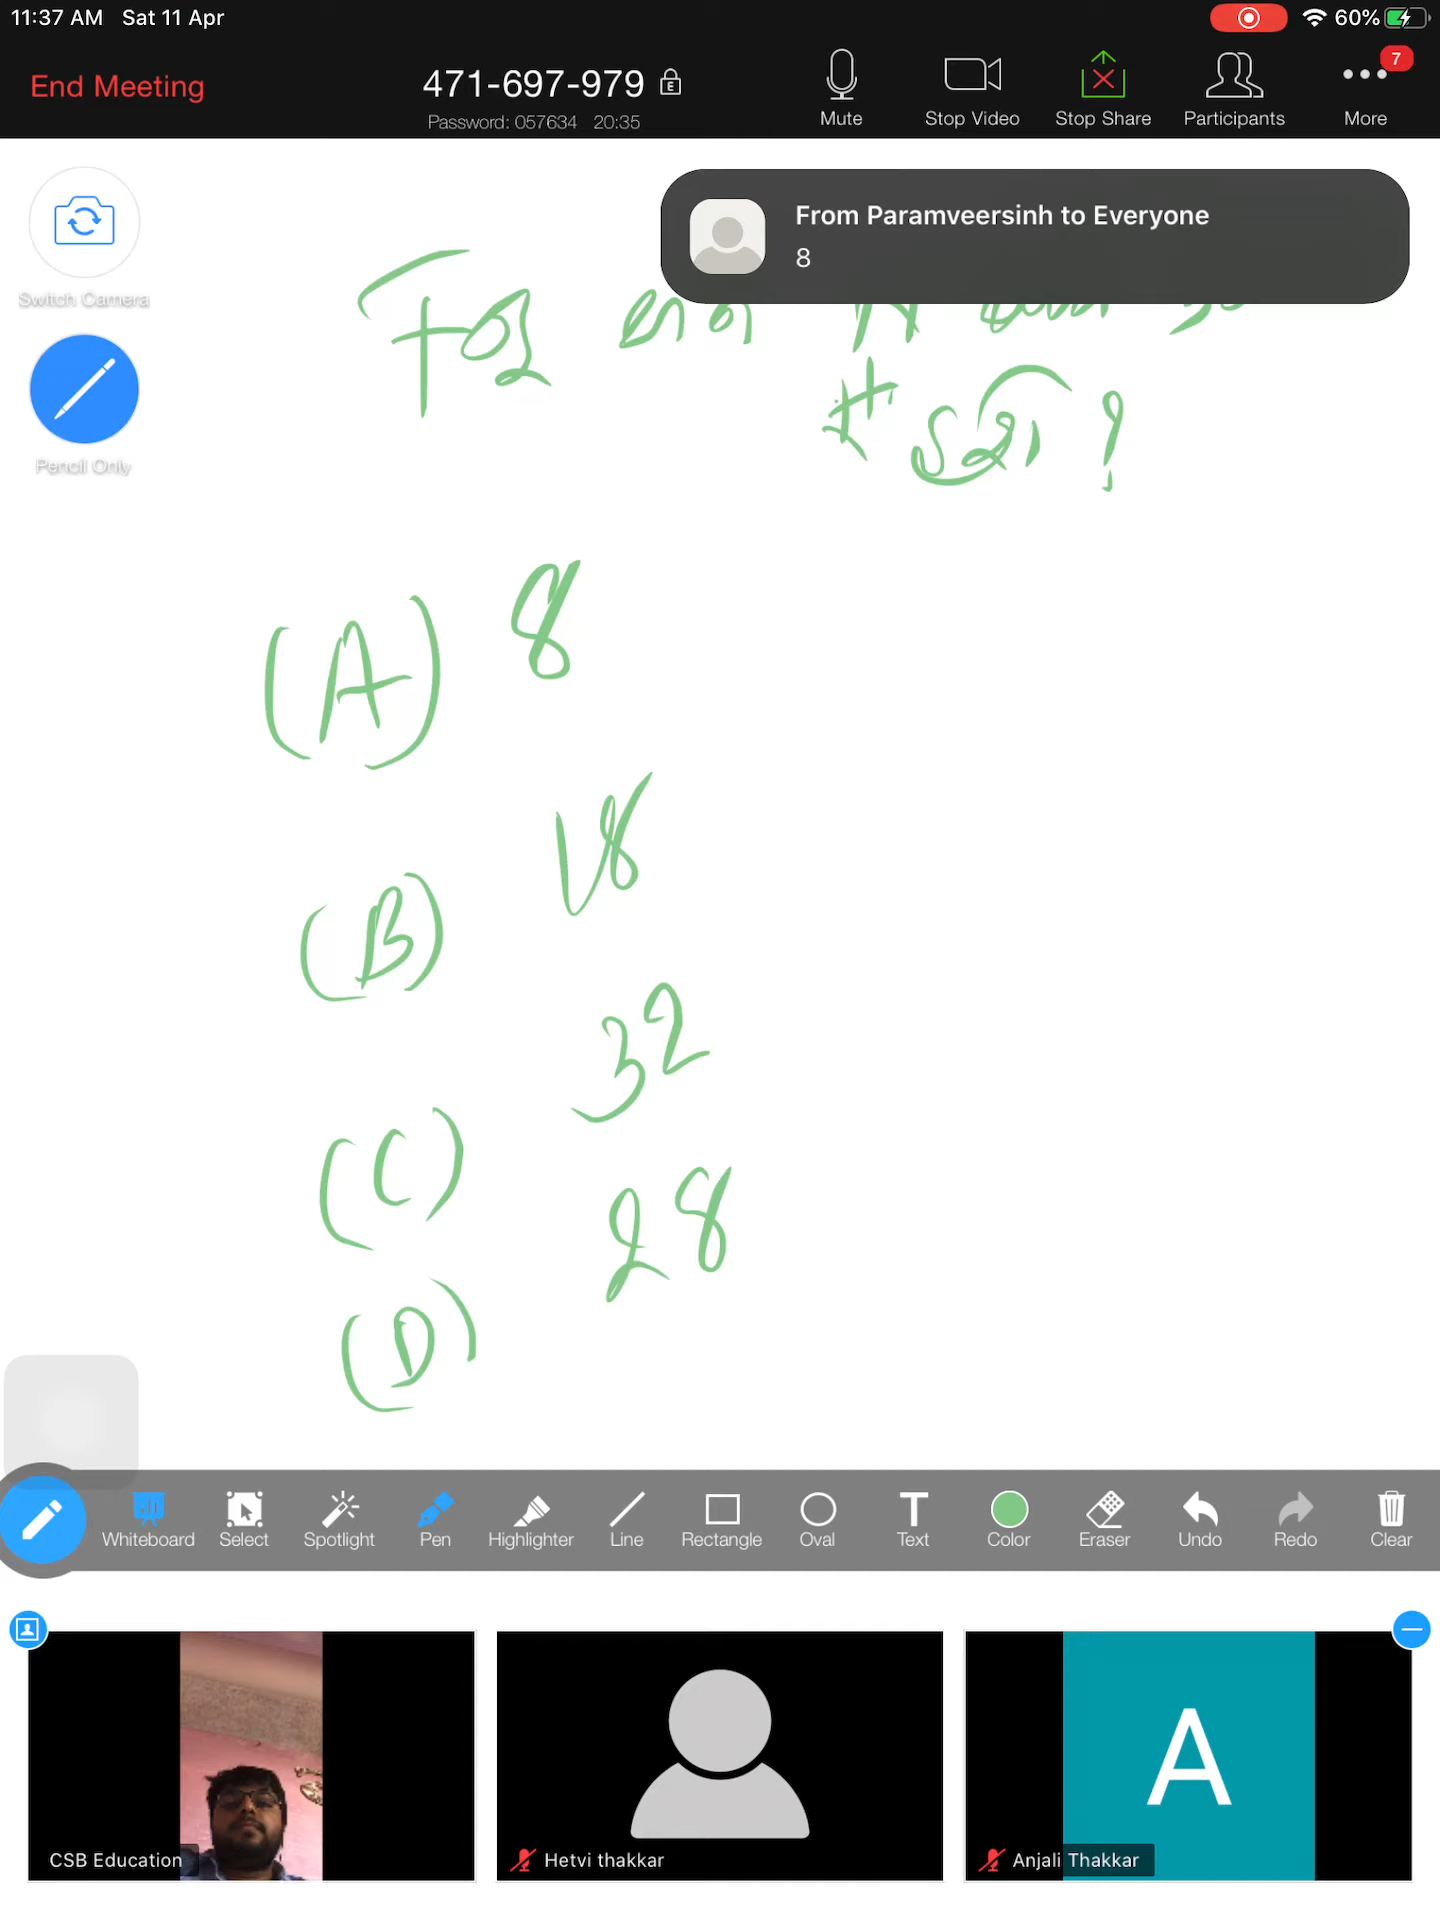 11:37 AM Sat 11 Apr
60%
End Meeting
471-697-979
Password: 057634 20:35
Mute
Stop Video
Stop Share
Participants
7
More
Switch Camera
Pencil Only
From Paramveersinh to Everyone
8
?
(A) 8
(B) 18
(C) 32
(D) 28
Whiteboard
Select
Spotlight
Pen
Highlighter
Line
Rectangle
Oval
T
Text
Color
Eraser
Undo
Redo
Clear
CSB Education
Hetvi thakkar
A
Anjali Thakkar